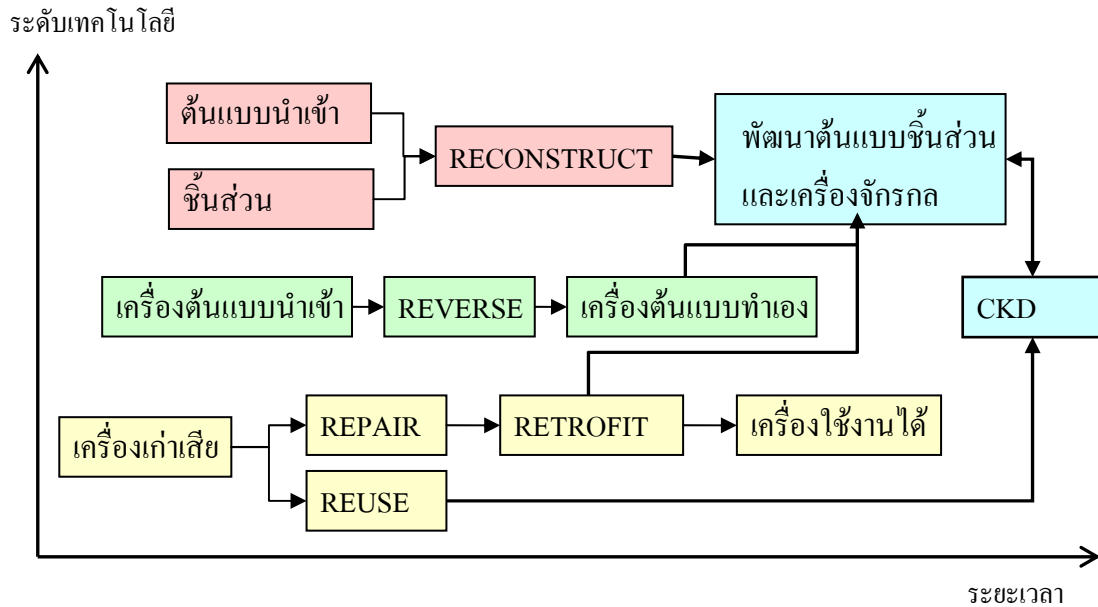 ระดับเทคโนโลยี
ต้นแบบนำเข้า
RECONSTRUCT
พัฒนาต้นแบบชิ้นส่วน
และเครื่องจักรกล
ชิ้นส่วน
เครื่องต้นแบบนำเข้า
REVERSE
เครื่องต้นแบบทำเอง
CKD
เครื่องเก่าเสีย
REPAIR
RETROFIT
เครื่องใช้งานได้
REUSE
ระยะเวลา